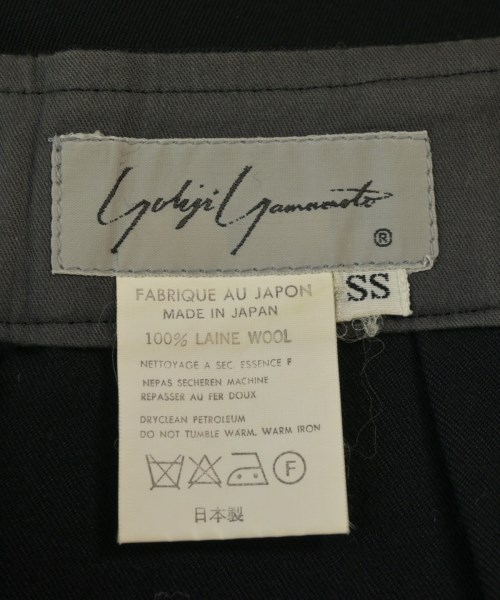 Yohji Yamamoto
®
SS
FABRIQUE AU JAPON
MADE IN JAPAN
100% LAINE WOOL
NETTOYAGE A SEC ESSENCE F
NEPAS SECHEREN MACHINE
REPASSER AU FER DOUX
DRYCLEAN PETROLEUM
DO NOT TUMBLE WARM, WARM IRON
F
日本製